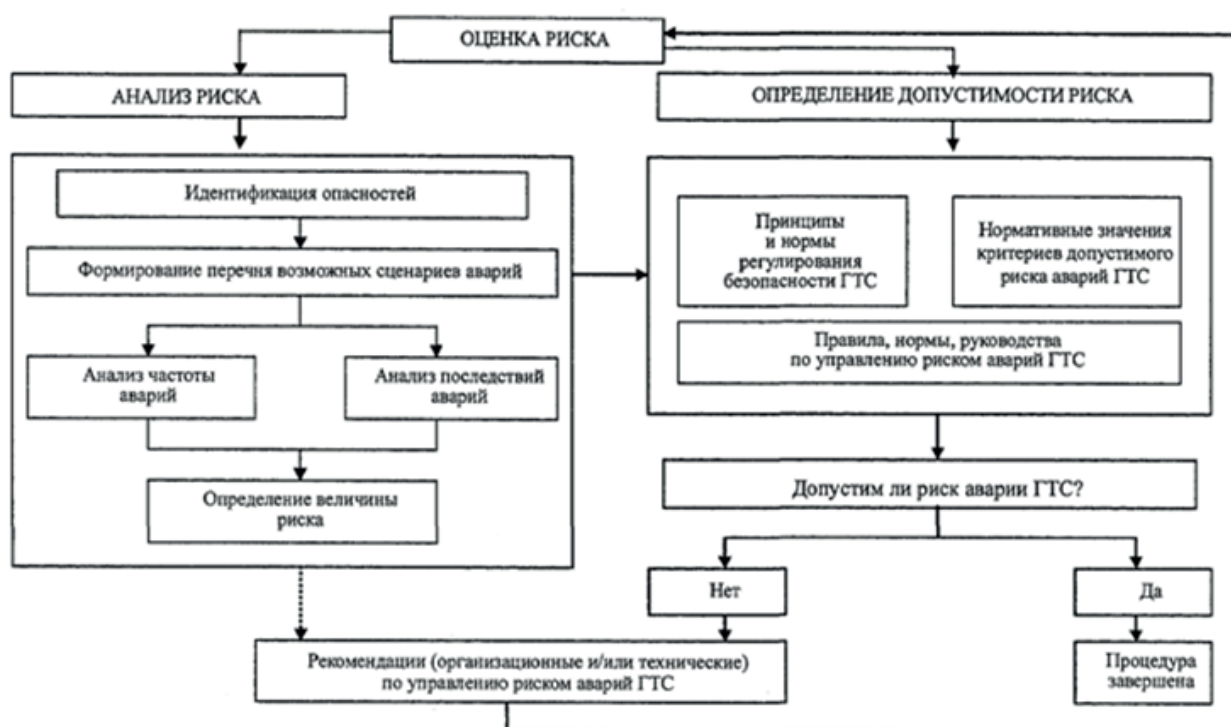 ОЦЕНКА РИСКА
АНАЛИЗ РИСКА
ОПРЕДЕЛЕНИЕ ДОПУСТИМОСТИ РИСКА
Идентификация опасностей
Формирование перечня возможных сценариев аварий
Анализ частоты
аварий
Анализ последствий
аварий
Определение величины
риска
Принципы
и нормы
регулирования
безопасности ГТС
Нормативные значения
критериев допустимого
риска аварий ГТС
Правила, нормы, руководства
по управлению риском аварий ГТС
Допустим ли риск аварии ГТС?
Нет
Да
Рекомендации (организационные и/или технические)
по управлению риском аварий ГТС
Процедура
завершена